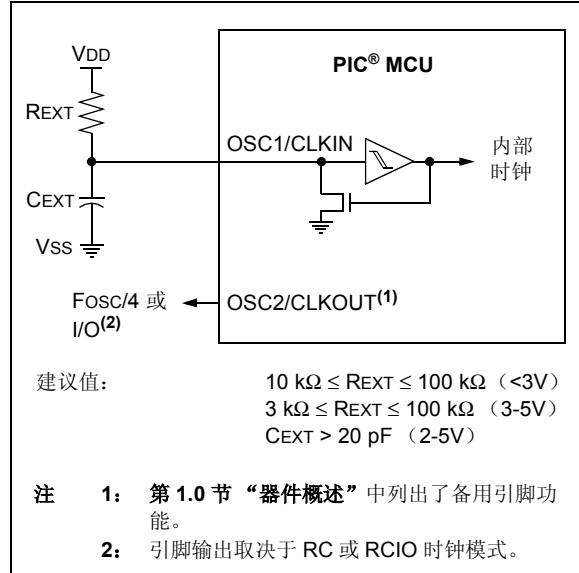 VDD
PIC® MCU
REXT
OSC1/CLKIN
内部
时钟
CEXT
VSS
FOSC/4 或
I/O(2)
OSC2/CLKOUT(1)
建议值：
10 kΩ ≤ REXT ≤ 100 kΩ （<3V）
3 kΩ ≤ REXT ≤ 100 kΩ （3-5V）
CEXT > 20 pF （2-5V）
注 1： 第 1.0 节 “器件概述”中列出了备用引脚功
能。
2： 引脚输出取决于 RC 或 RCIO 时钟模式。